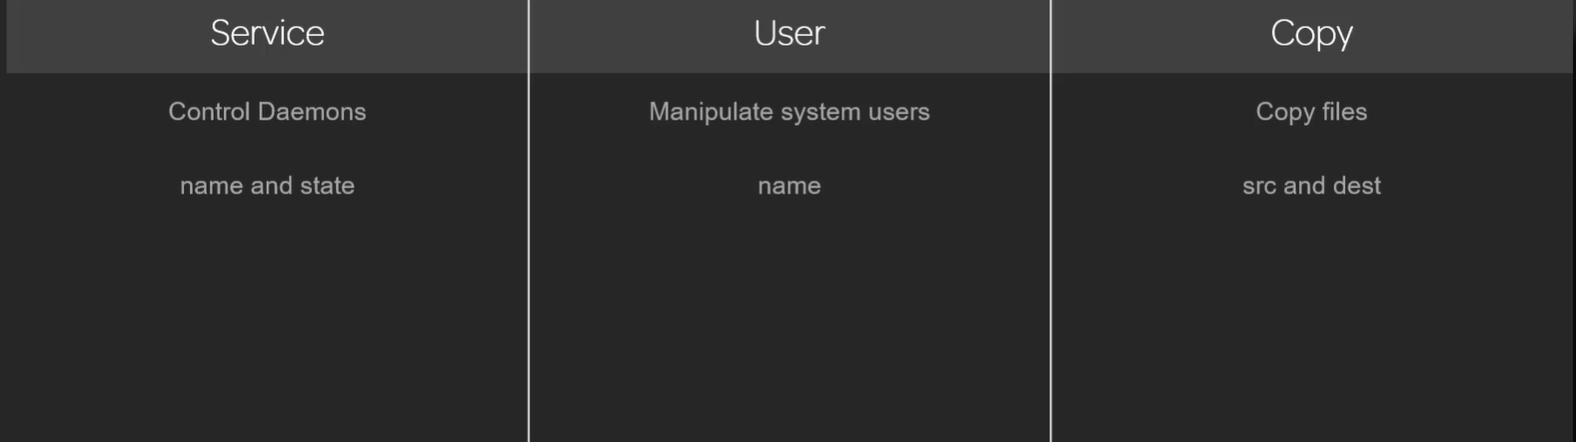 Service
Control Daemons
name and state
User
Manipulate system users
name
Copy
Copy files
src and dest